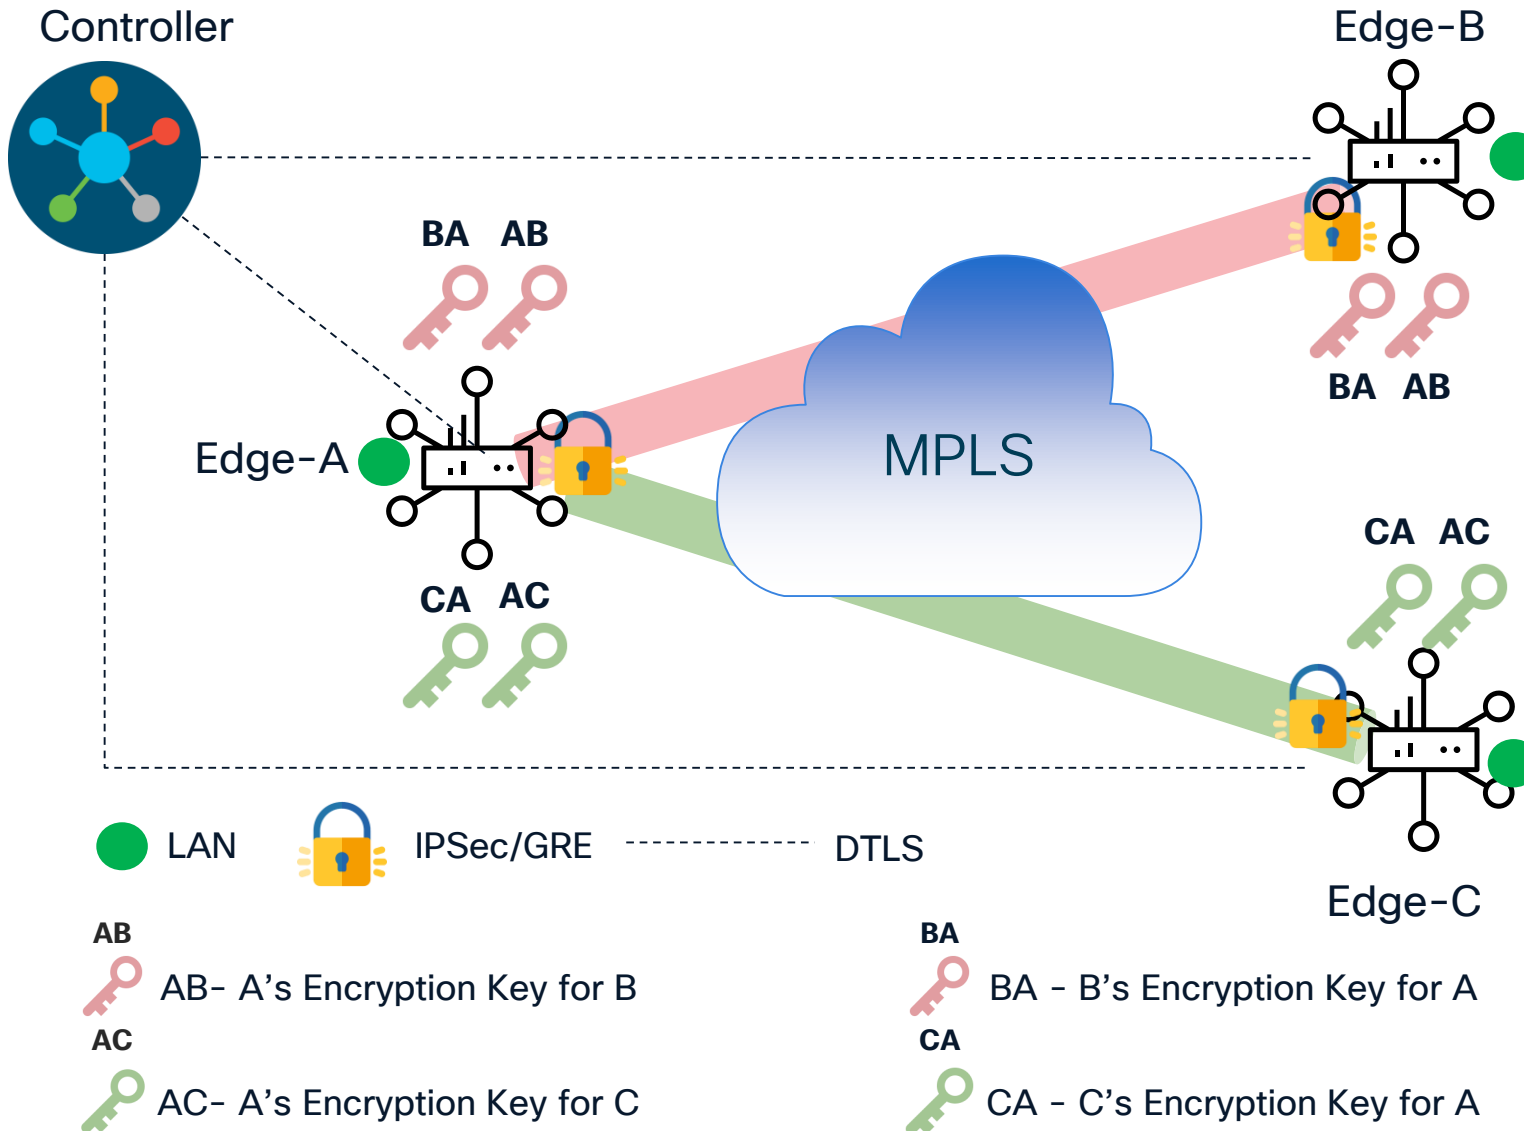 Controller
Edge-B
BA AB
BA AB
Edge-A
MPLS
CA AC
CA AC
LAN
IPSec/GRE
DTLS
Edge-C
AB
AB- A's Encryption Key for B
BA
BA - B's Encryption Key for A
AC
AC- A's Encryption Key for C
CA
CA - C's Encryption Key for A